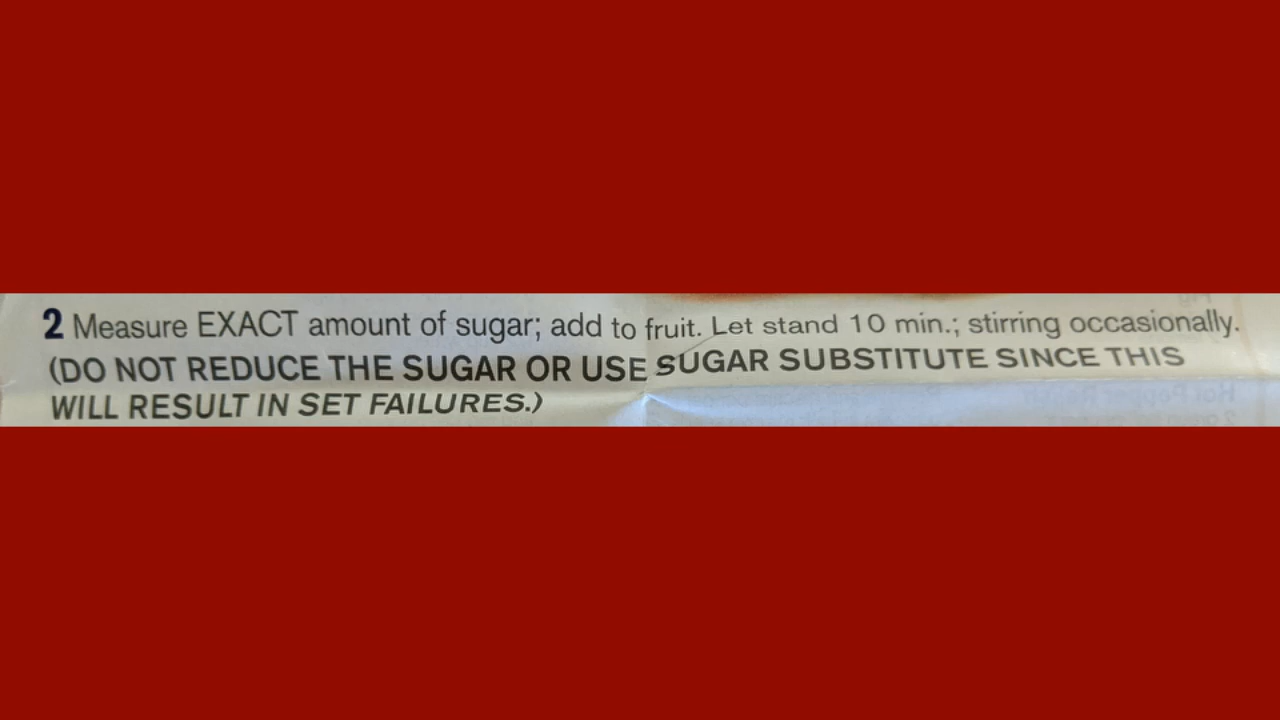 2 Measure EXACT amount of sugar; add to fruit. Let stand 10 min.; stirring occasionally.
(DO NOT REDUCE THE SUGAR OR USE SUGAR SUBSTITUTE SINCE THIS
WILL RESULT IN SET FAILURES.)